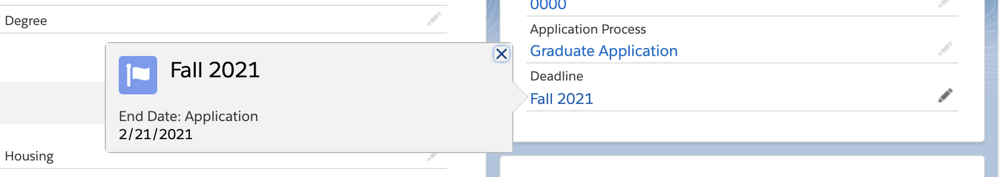 Degree
Fall 2021
End Date: Application
2/21/2021
Housing
0000
Application Process
Graduate Application
Deadline
Fall 2021